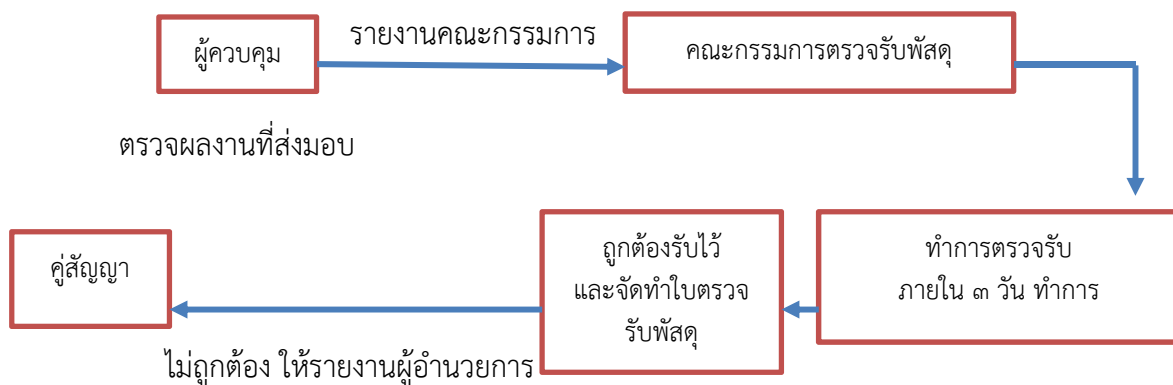 รายงานคณะกรรมการ
ผู้ควบคุม
คณะกรรมการตรวจรับพัสดุ
ตรวจผลงานที่ส่งมอบ
ทำการตรวจรับ
ภายใน ๓ วัน ทำการ
ถูกต้องรับไว้
และจัดทำใบตรวจ
รับพัสดุ
คู่สัญญา
ไม่ถูกต้อง ให้รายงานผู้อำนวยการ